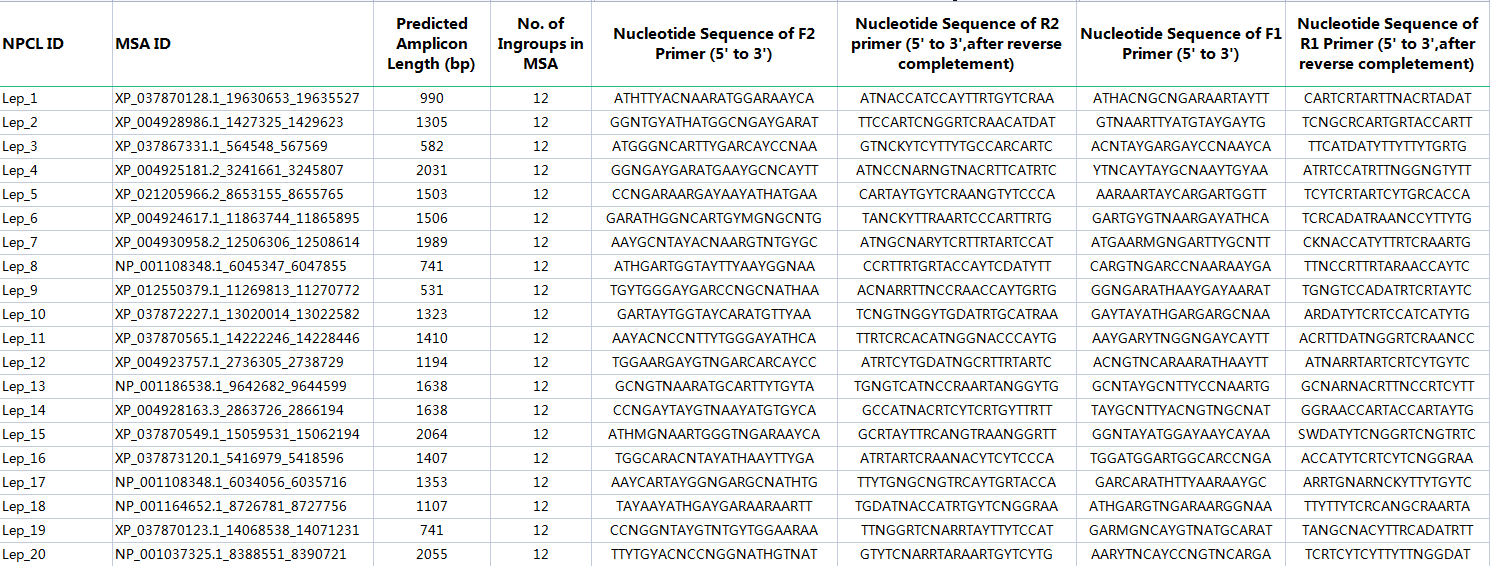 NPCL ID MSA ID Predicted Amplicon Length (bp) No. of Ingroups in MSA Nucleotide Sequence of F2 Primer (5' to 3') Nucleotide Sequence of R2 primer (5' to 3',after reverse completement) Nucleotide Sequence of F1 Primer (5' to 3') Nucleotide Sequence of R1 Primer (5' to 3',after reverse completement)
Lep_1 XP_037870128.1_19630653_19635527 990 12 ATHTTYACNAARATGGARAAYCA ATNACCATCCAYTTRTGYTCRAA ATHACNGCNGARAARTAYTT CARTCRTARTTNACRTADAT
Lep_2 XP_004928986.1_1427325_1429623 1305 12 GGNTGYATHATGGCNGAYGARAT TTCCARTCNGGRTCRAACATDAT GTNAARTTYATGTAYGAYTG TCNGCRCARTGRTACCARTT
Lep_3 XP_037867331.1_564548_567569 582 12 ATGGGNCARTTYGARCAYCCNAA GTNCKYTCYTTYTGCCARCARTC ACNTAYGARGAYCCNAAYCA TTCATDATYTTYTTYTGRTG
Lep_4 XP_004925181.2_3241661_3245807 2031 12 GGNGAYGARATGAAYGCNCAYTT ATNCCNARNGTNACRTTCATRTC YTNCAYTAYGCNAAYTGYAA ATRTCCATRTTNGGNGTYTT
Lep_5 XP_021205966.2_8653155_8655765 1503 12 CCNGARAARGAYAAYATHATGAA CARTAYTGYTCRAANGTYTCCCA AARAARTAYCARGARTGGTT TCYTCRTARTCYTGRCACCA
Lep_6 XP_004924617.1_11863744_11865895 1506 12 GARATHGGNCARTGYMGNGCNTG TANCKYTTRAARTCCCARTTRTG GARTGYGTNAARGAYATHCA TCRCADATRAANCCYTTYTG
Lep_7 XP_004930958.2_12506306_12508614 1989 12 AAYGCNTAYACNAARGTNTGYGC ATNGCNARYTCRTTRTARTCCAT ATGAARMGNGARTTYGCNTT CKNACCATYTTRTCRAARTG
Lep_8 NP_001108348.1_6045347_6047855 741 12 ATHGARTGGTAYTTYAAYGGNAA CCRTTRTGRTACCAYTCDATYTT CARGTNGARCCNAARAAYGA TTNCCRTTRTARAACCAYTC
Lep_9 XP_012550379.1_11269813_11270772 531 12 TGYTGGGAYGARCCNGCNATHAA ACNARRTTNCCRAACCAYTGRTG GGNGARATHAAYGAYAARAT TGNGTCCADATRTCRTAYTC
Lep_10 XP_037872227.1_13020014_13022582 1323 12 GARTAYTGGTAYCARATGTTYAA TCNGTNGGYTGDATRTGCATRAA GAYTAYATHGARGARGCNAA ARDATYTCRTCCATCATYTG
Lep_11 XP_037870565.1_14222246_14228446 1410 12 AAYACNCCNTTYTGGGAYATHCA TTRTCRCACATNGGNACCCAYTG AAYGARYTNGGNGAYCAYTT ACRTTDATNGGRTCRAANCC
Lep_12 XP_004923757.1_2736305_2738729 1194 12 TGGAARGAYGTNGARCARCAYCC ATRTCYTGDATNGCRTTRTARTC ACNGTNCARAARATHAAYTT ATNARRTARTCRTCYTGYTC
Lep_13 NP_001186538.1_9642682_9644599 1638 12 GCNGTNAARATGCARTTYTGYTA TGNGTCATNCCRAARTANGGYTG GCNTAYGCNTTYCCNAARTG GCNARNACRTTNCCRTCYTT
Lep_14 XP_004928163.3_2863726_2866194 1638 12 CCNGAYTAYGTNAAYATGTGYCA GCCATNACRTCYTCRTGYTTRTT TAYGCNTTYACNGTNGCNAT GGRAACCARTACCARTAYTG
Lep_15 XP_037870549.1_15059531_15062194 2064 12 ATHMGNAARTGGGTNGARAAYCA GCRTAYTTRCANGTRAANGGRTT GGNTAYATGGAYAAYCAYAA SWDATYTCNGGRTCNGTRTC
Lep_16 XP_037873120.1_5416979_5418596 1407 12 TGGCARACNTAYATHAAYTTYGA ATRTARTCRAANACYTCYTCCCA TGGATGGARTGGCARCCNGA ACCATYTCRTCYTCNGGRAA
Lep_17 NP_001108348.1_6034056_6035716 1353 12 AAYCARTAYGGNGARGCNATHTG TTYTGNGCNGTRCAYTGRTACCA GARCARATHTTYAARAAYGC ARRTGNARNCKYTTYTGYTC
Lep_18 NP_001164652.1_8726781_8727756 1107 12 TAYAAYATHGAYGARAARAARTT TGDATNACCATRTGYTCNGGRAA ATHGARGTNGARAARGGNAA TTYTTYTCRCANGCRAARTA
Lep_19 XP_037870123.1_14068538_14071231 741 12 CCNGGNTAYGTNTGYTGGAARAA TTNGGRTCNARRTAYTTYTCCAT GARMGNCAYGTNATGCARAT TANGCNACYTTRCADATRTT
Lep_20 NP_001037325.1_8388551_8390721 2055 12 TTYTGYACNCCNGGNATHGTNAT GTYTCNARRTARAARTGYTCYTG AARYTNCAYCCNGTNCARGA TCRTCYTCYTTYTTNGGDAT